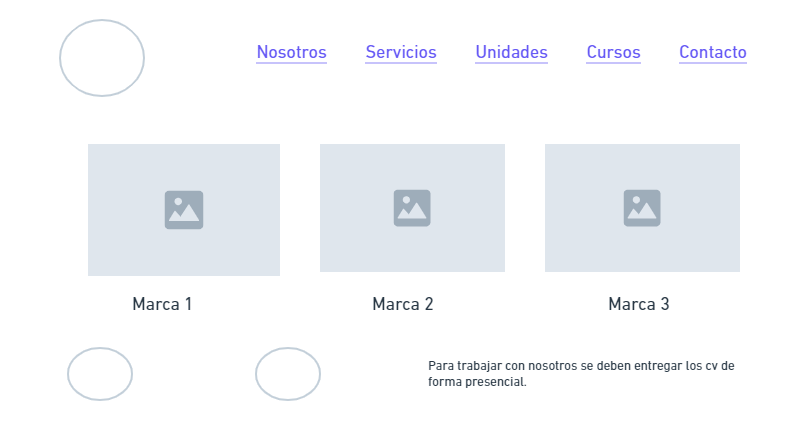 Nosotros Servicios Unidades Cursos Contacto
Marca 1 Marca 2 Marca 3
Para trabajar con nosotros se deben entregar los cv de
forma presencial.